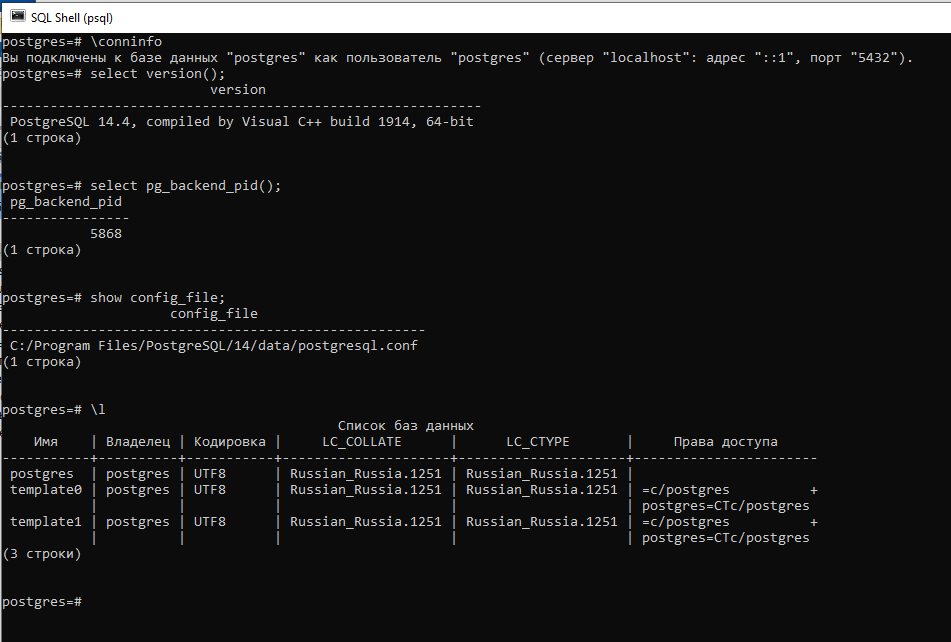 SQL Shell (psql)
postgres=# \conninfo
Вы подключены к базе данных "postgres" как пользователь "postgres" (сервер "localhost": адрес "::1", порт "5432").
postgres=# select version();
                          version
------------------------------------------------------------
 PostgreSQL 14.4, compiled by Visual C++ build 1914, 64-bit
(1 строка)
postgres=# select pg_backend_pid();
 pg_backend_pid
----------------
           5868
(1 строка)
postgres=# show config_file;
                     config_file
-----------------------------------------------------
 C:/Program Files/PostgreSQL/14/data/postgresql.conf
(1 строка)
postgres=# \l
                                          Список баз данных
    Имя    | Владелец | Кодировка |     LC_COLLATE      |      LC_CTYPE       |     Права доступа
-----------+----------+-----------+---------------------+---------------------+-----------------------
 postgres  | postgres | UTF8      | Russian_Russia.1251 | Russian_Russia.1251 |
 template0 | postgres | UTF8      | Russian_Russia.1251 | Russian_Russia.1251 | =c/postgres          +
           |          |           |                     |                     | postgres=CTc/postgres
 template1 | postgres | UTF8      | Russian_Russia.1251 | Russian_Russia.1251 | =c/postgres          +
           |          |           |                     |                     | postgres=CTc/postgres
(3 строки)
postgres=#